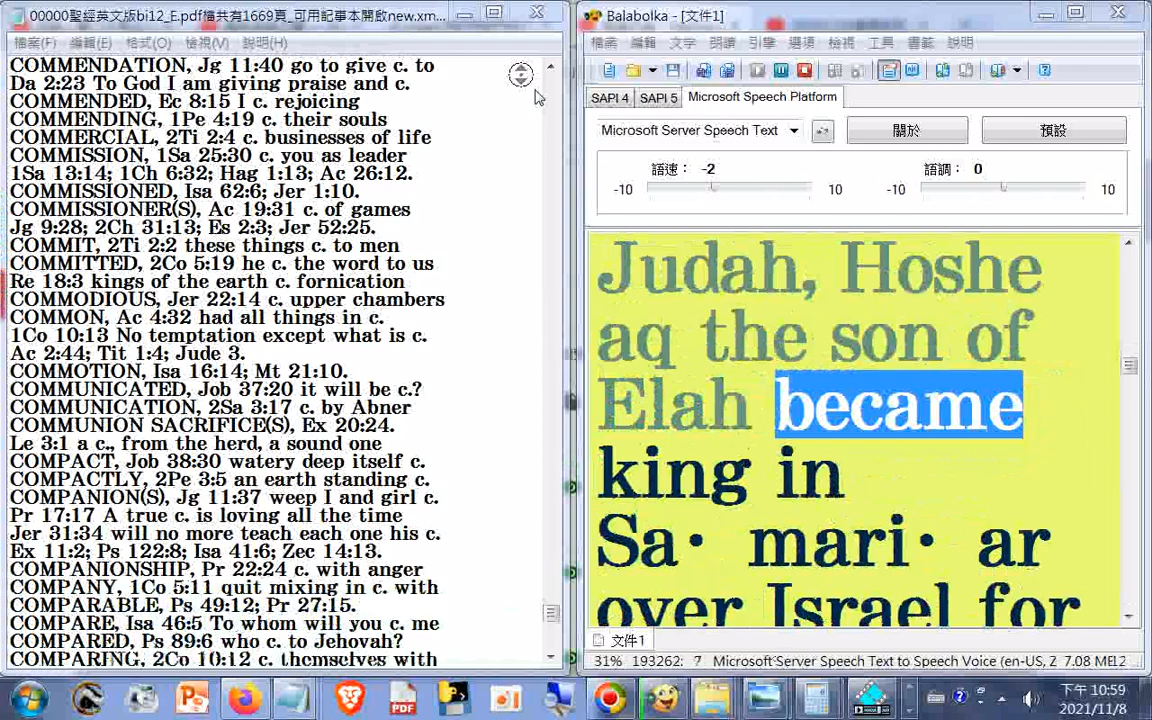 00000聖經英文版bi12_E.pdf檔共有1669頁_可用記事本開啟new.xm...
檔案(F) 編輯(E) 格式(O) 檢視(V) 說明(H)
COMMENDATION, Jg 11:40 go to give c. to
Da 2:23 To God I am giving praise and c.
COMMENDED, Ec 8:15 I c. rejoicing
COMMENDING, 1Pe 4:19 c. their souls
COMMERCIAL, 2Ti 2:4 c. businesses of life
COMMISSION, 1Sa 25:30 c. you as leader
1Sa 13:14; 1Ch 6:32; Hag 1:13; Ac 26:12.
COMMISSIONED, Isa 62:6; Jer 1:10.
COMMISSIONER(S), Ac 19:31 c. of games
Jg 9:28; 2Ch 31:13; Es 2:3; Jer 52:25.
COMMIT, 2Ti 2:2 these things c. to men
COMMITTED, 2Co 5:19 he c. the word to us
Re 18:3 kings of the earth c. fornication
COMMODIOUS, Jer 22:14 c. upper chambers
COMMON, Ac 4:32 had all things in c.
1Co 10:13 No temptation except what is c.
Ac 2:44; Tit 1:4; Jude 3.
COMMOTION, Isa 16:14; Mt 21:10.
COMMUNICATED, Job 37:20 it will be c.?
COMMUNICATION, 2Sa 3:17 c. by Abner
COMMUNION SACRIFICE(S), Ex 20:24.
Le 3:1 a c., from the herd, a sound one
COMPACT, Job 38:30 watery deep itself c.
COMPACTLY, 2Pe 3:5 an earth standing c.
COMPANION(S), Jg 11:37 weep I and girl c.
Pr 17:17 A true c. is loving all the time
Jer 31:34 will no more teach each one his c.
Ex 11:2; Ps 122:8; Isa 41:6; Zec 14:13.
COMPANIONSHIP, Pr 22:24 c. with anger
COMPANY, 1Co 5:11 quit mixing in c. with
COMPARABLE, Ps 49:12; Pr 27:15.
COMPARE, Isa 46:5 To whom will you c. me
COMPARED, Ps 89:6 who c. to Jehovah?
COMPARING, 2Co 10:12 c. themselves with
Balabolka - [文件1]
檔案 編輯 文字 朗讀 引擎 選項 檢視 工具 書籤 說明
SAPI 4 SAPI 5 Microsoft Speech Platform
Microsoft Server Speech Text 關於 預設
語速： -2 語調： 0
-10 10 -10 10
Judah, Hoshe
aq the son of
Elah became
king in
Sa· mari· ar
over Israel for
文件1
31% 193262: 7 Microsoft Server Speech Text to Speech Voice (en-US, Z 7.08 ME12
PDF
下午 10:59
2021/11/8